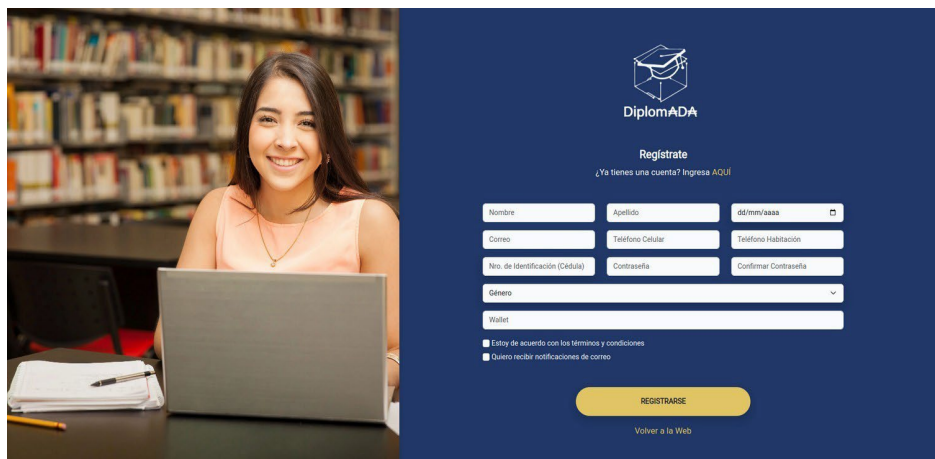 Diplom₳D₳
Regístrate
¿Ya tienes una cuenta? Ingresa AQUÍ
Nombre
Apellido
dd/mm/aaaa
Correo
Teléfono Celular
Teléfono Habitación
Nro. de Identificación (Cédula)
Contraseña
Confirmar Contraseña
Género
Wallet
Estoy de acuerdo con los términos y condiciones
Quiero recibir notificaciones de correo
REGISTRARSE
Volver a la Web